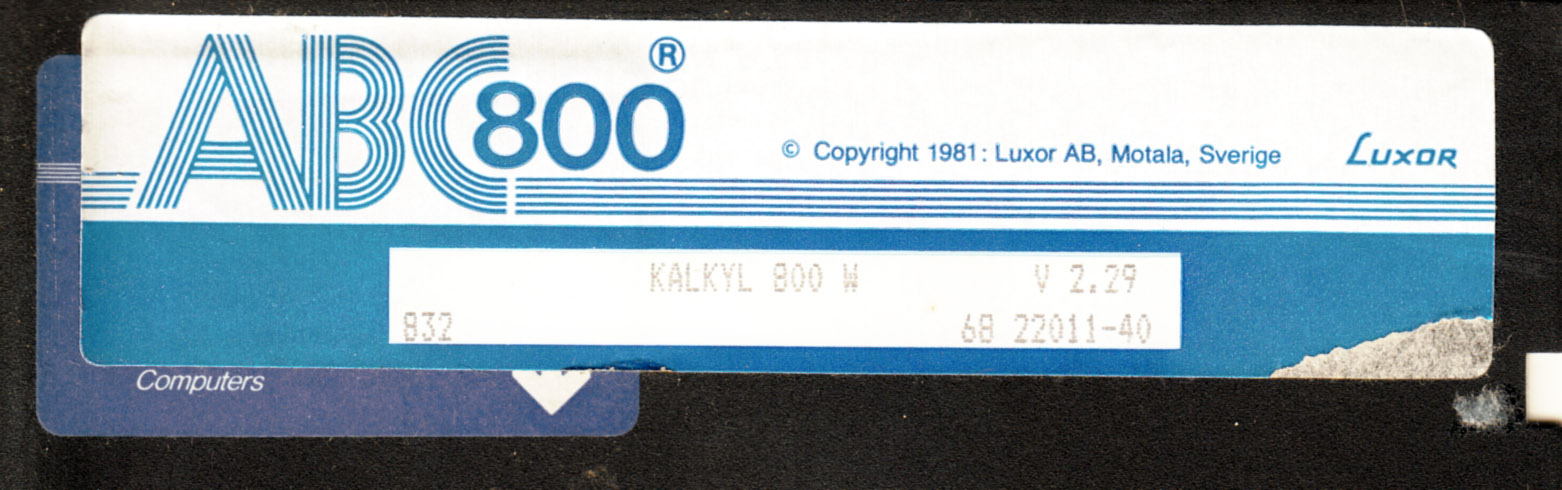 ABC800®
© Copyright 1981: Luxor AB, Motala, Sverige
LUXOR
KALKYL 800 W V 2.29
832 68 22011-40
Computers